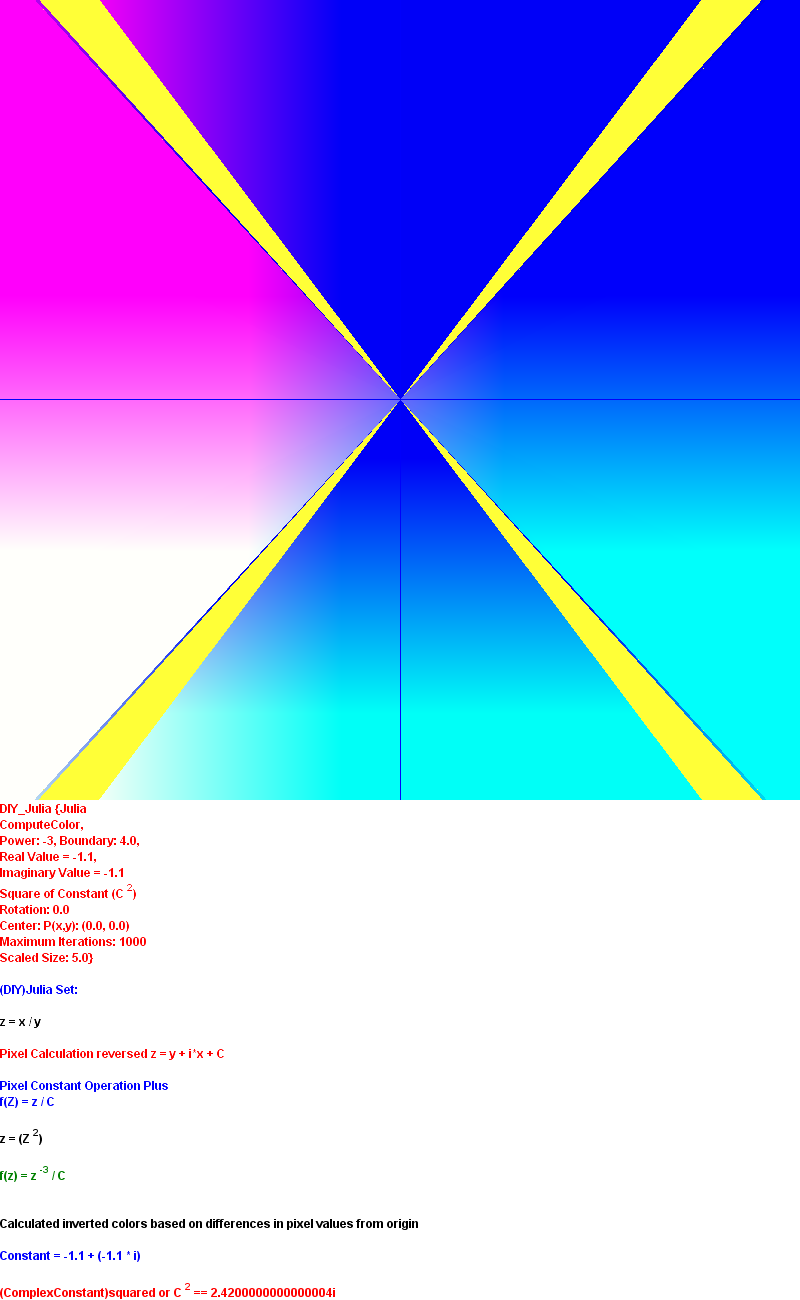 DIY_Julia {Julia
ComputeColor,
Power: -3, Boundary: 4.0,
Real Value = -1.1,
Imaginary Value = -1.1
Square of Constant (C 2)
Rotation: 0.0
Center: P(x,y): (0.0, 0.0)
Maximum Iterations: 1000
Scaled Size: 5.0}
(DIY)Julia Set:
z = x / y
Pixel Calculation reversed z = y + i*x + C
Pixel Constant Operation Plus
f(Z) = z / C
z = (Z 2)
f(z) = z -3 / C
Calculated inverted colors based on differences in pixel values from origin
Constant = -1.1 + (-1.1 * i)
(ComplexConstant)squared or C 2 == 2.4200000000000004i